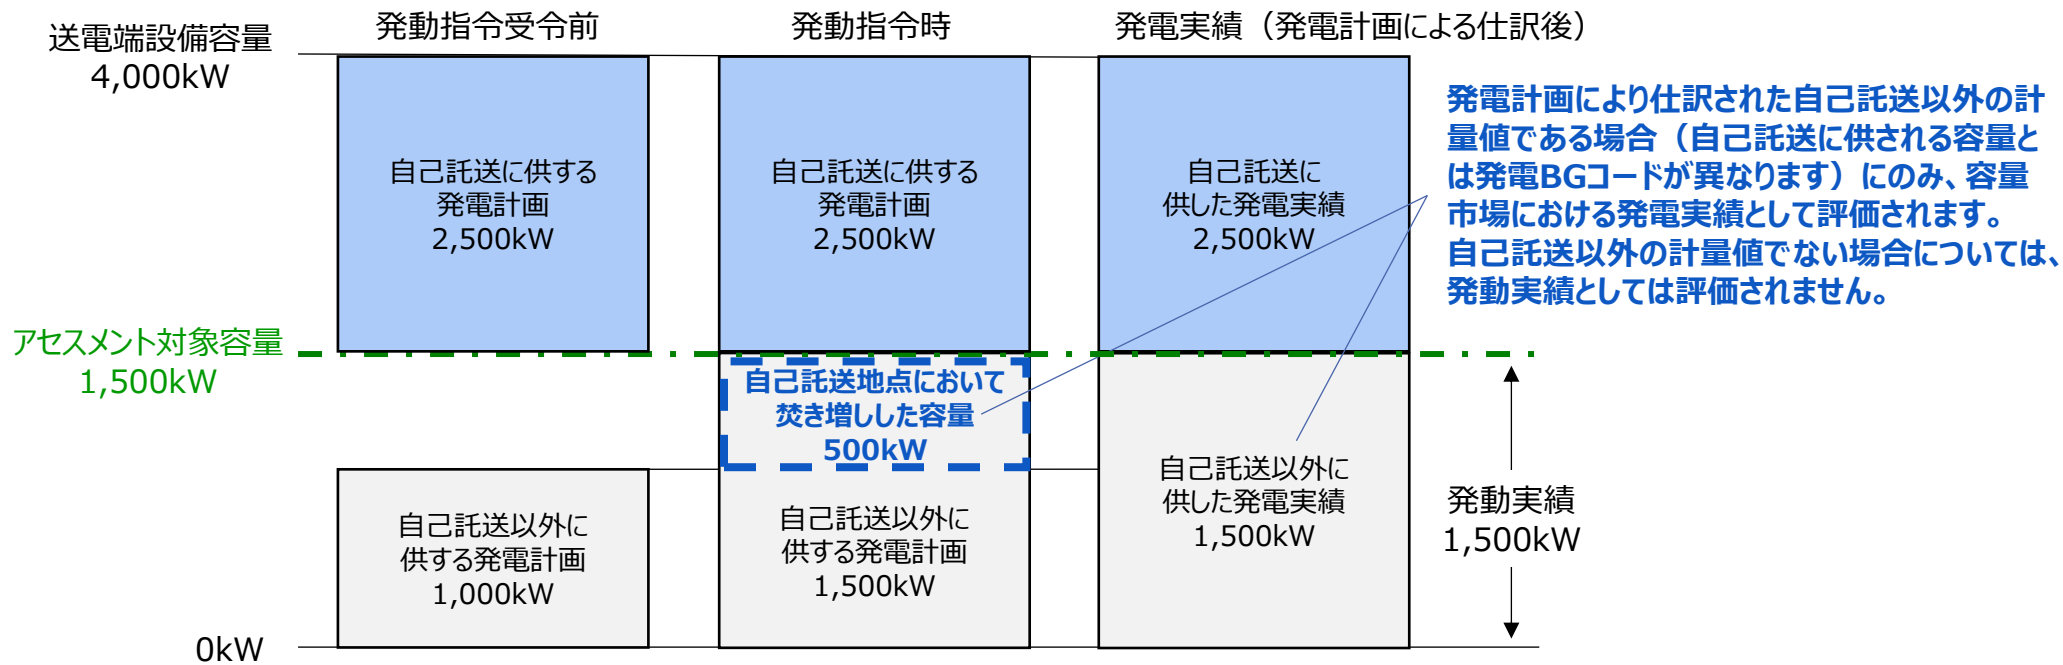 送電端設備容量
4,000kW
発動指令受令前
発動指令時
発電実績（発電計画による仕訳後）
自己託送に供する
発電計画
2,500kW
自己託送に供する
発電計画
2,500kW
自己託送に
供した発電実績
2,500kW
発電計画により仕訳された自己託送以外の計
量値である場合（自己託送に供される容量と
は発電BGコードが異なります）にのみ、容量
市場における発電実績として評価されます。
自己託送以外の計量値でない場合については、
発動実績としては評価されません。
アセスメント対象容量
1,500kW
自己託送地点において
焚き増しした容量
500kW
自己託送以外に
供する発電計画
1,000kW
自己託送以外に
供する発電計画
1,500kW
自己託送以外に
供した発電実績
1,500kW
発動実績
1,500kW
0kW